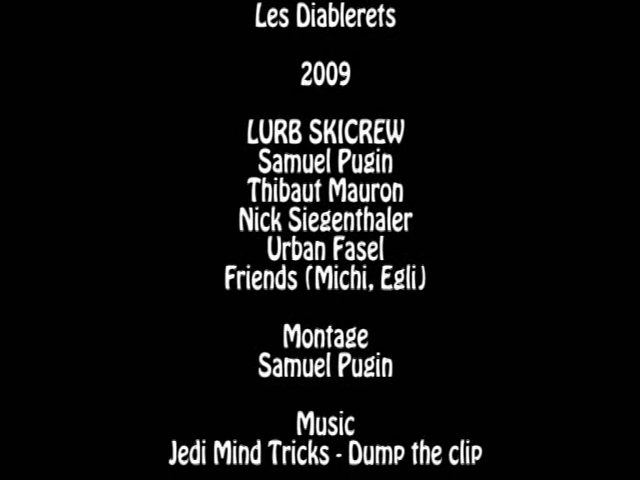 Les Diablerets
2009
LURB SKICREW
Samuel Pugin
Thibaut Mauron
Nick Siegenthaler
Urban Fasel
Friends (Michi, Egli)
Montage
Samuel Pugin
Music
Jedi Mind Tricks - Dump the clip